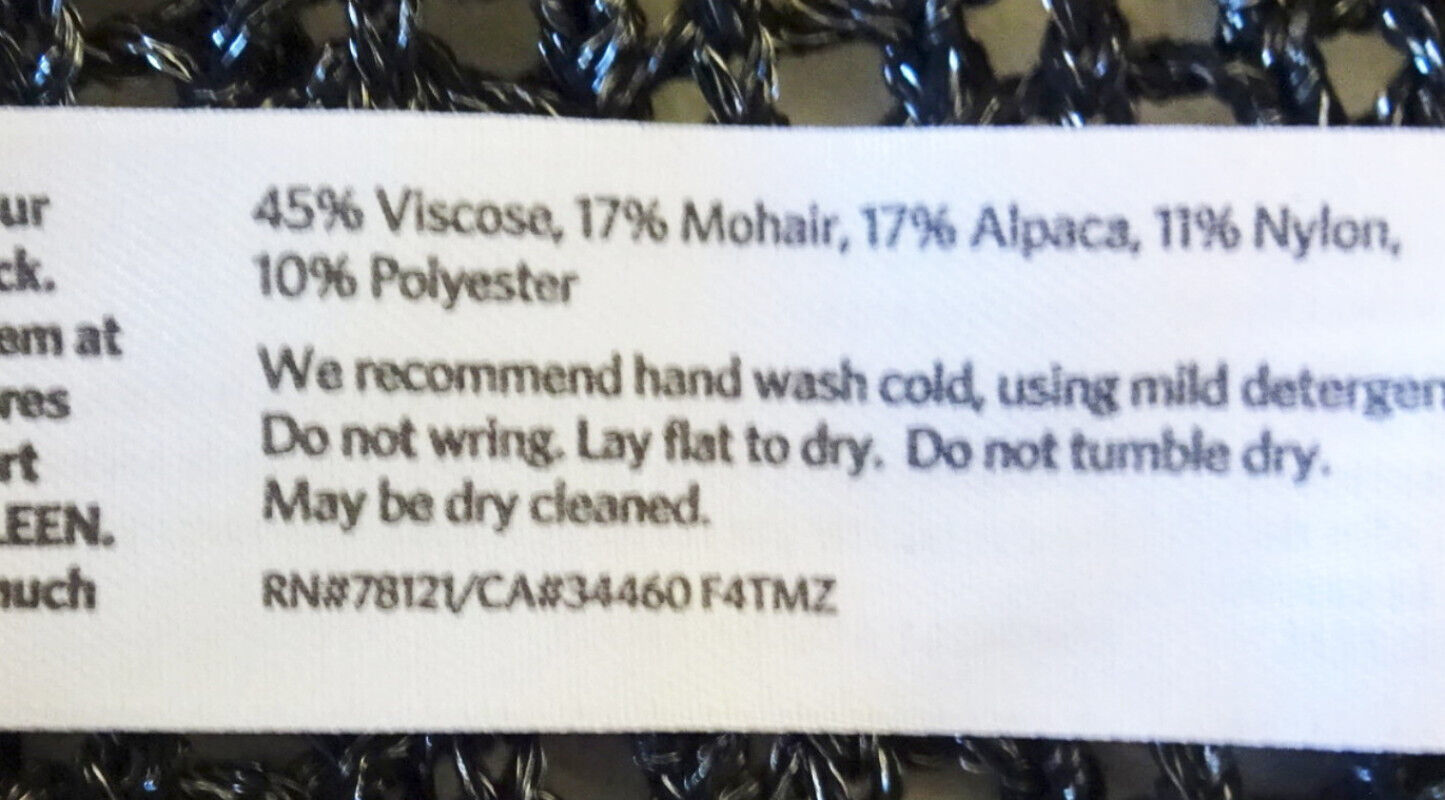 ur
ck.
em at
res
rt
LEEN.
much
45% Viscose, 17% Mohair, 17% Alpaca, 11% Nylon,
10% Polyester
We recommend hand wash cold, using mild detergen
Do not wring. Lay flat to dry. Do not tumble dry.
May be dry cleaned.
RN#78121/CA#34460 F4TMZ